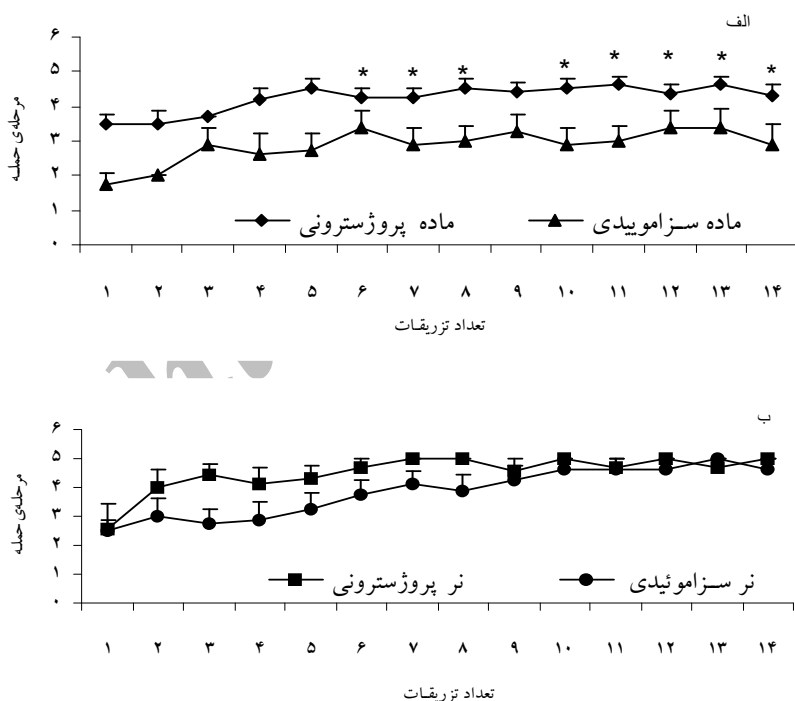 الف
۶
۵
۴
۳
۲
۱
۰
مرحله‌ی حمله
* * * * * * * *
ماده پروژسترونی
ماده سـزاموییدی
۱ ۲ ۳ ۴ ۵ ۶ ۷ ۸ ۹ ۱۰ ۱۱ ۱۲ ۱۳ ۱۴
تعداد تزریقات
ب
۶
۵
۴
۳
۲
۱
۰
مرحله‌ی حمله
نر پروژسترونی
نر سـزاموئیدی
۱ ۲ ۳ ۴ ۵ ۶ ۷ ۸ ۹ ۱۰ ۱۱ ۱۲ ۱۳ ۱۴
تعداد تزریقات